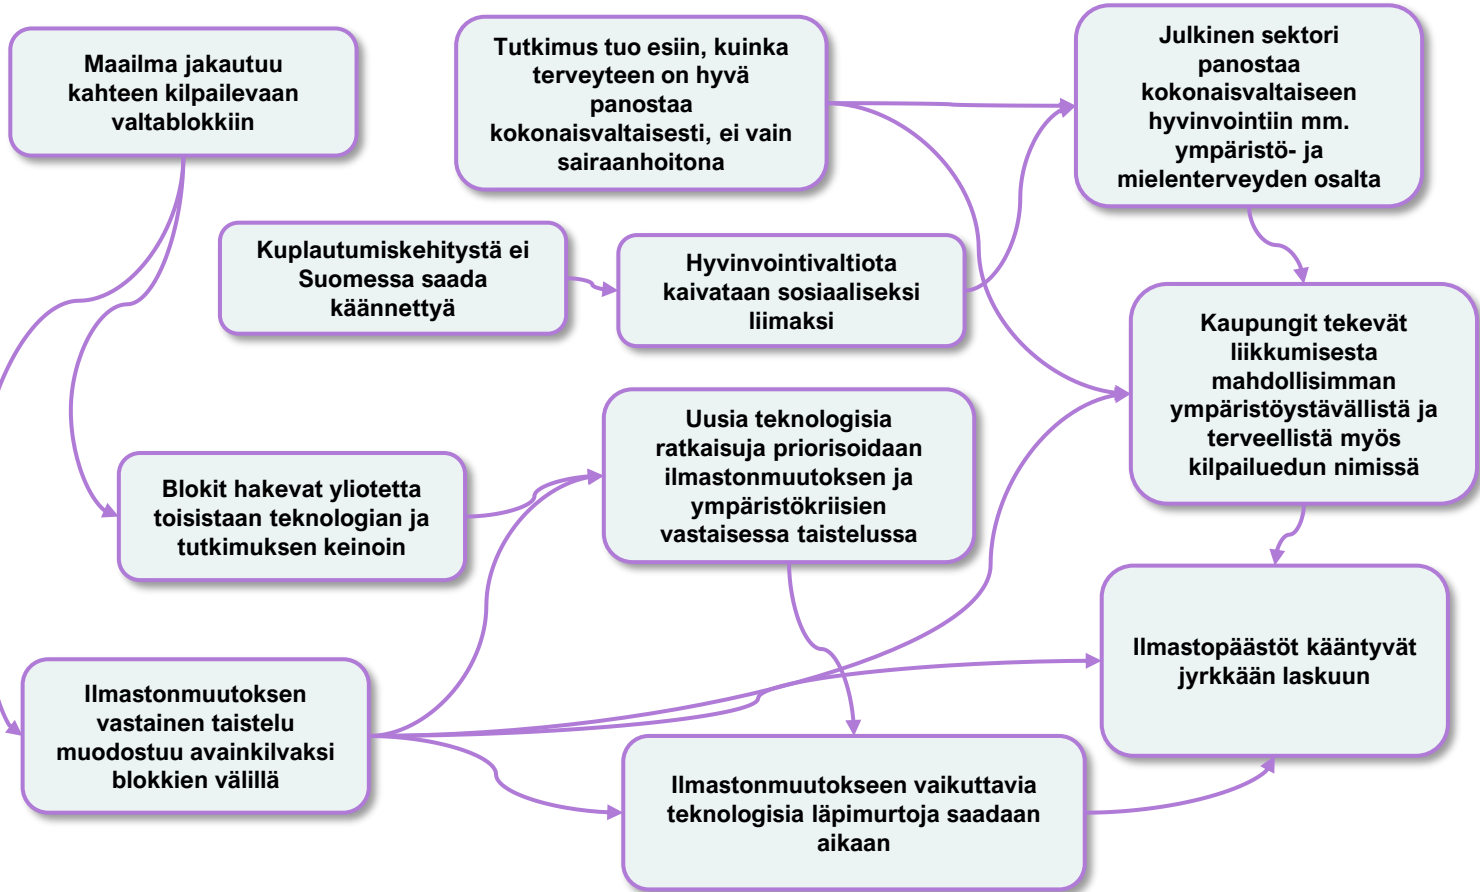 Maailma jakautuu
kahteen kilpailevaan
valtablokkiin
Tutkimus tuo esiin, kuinka
terveyteen on hyvä
panostaa
kokonaisvaltaisesti, ei vain
sairaanhoitona
Julkinen sektori
panostaa
kokonaisvaltaiseen
hyvinvointiin mm.
ympäristö- ja
mielenterveyden osalta
Kuplautumiskehitystä ei
Suomessa saada
käännettyä
Hyvinvointivaltiota
kaivataan sosiaaliseksi
liimaksi
Kaupungit tekevät
liikkumisesta
mahdollisimman
ympäristöystävällistä ja
terveellistä myös
kilpailuedun nimissä
Uusia teknologisia
ratkaisuja priorisoidaan
ilmastonmuutoksen ja
ympäristökriisien
vastaisessa taistelussa
Blokit hakevat yliotetta
toisistaan teknologian ja
tutkimuksen keinoin
Ilmastopäästöt kääntyvät
jyrkkään laskuun
Ilmastonmuutoksen
vastainen taistelu
muodostuu avainkilvaksi
blokkien välillä
Ilmastonmuutokseen vaikuttavia
teknologisia läpimurtoja saadaan
aikaan